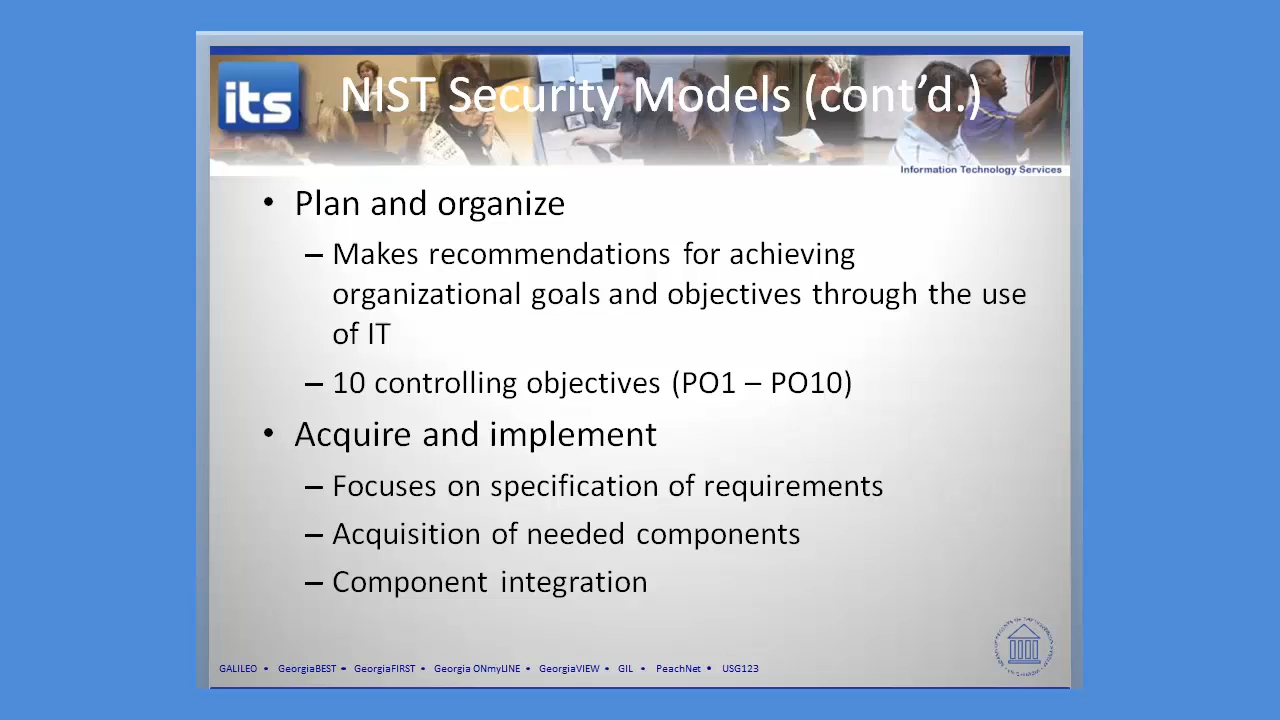 its
NIST Security Models (cont’d.)
Information Technology Services
• Plan and organize
– Makes recommendations for achieving
organizational goals and objectives through the use
of IT
– 10 controlling objectives (PO1 – PO10)
• Acquire and implement
– Focuses on specification of requirements
– Acquisition of needed components
– Component integration
GALILEO • GeorgiaBEST • GeorgiaFIRST • Georgia ONmyLINE • GeorgiaVIEW • GIL • PeachNet • USG123